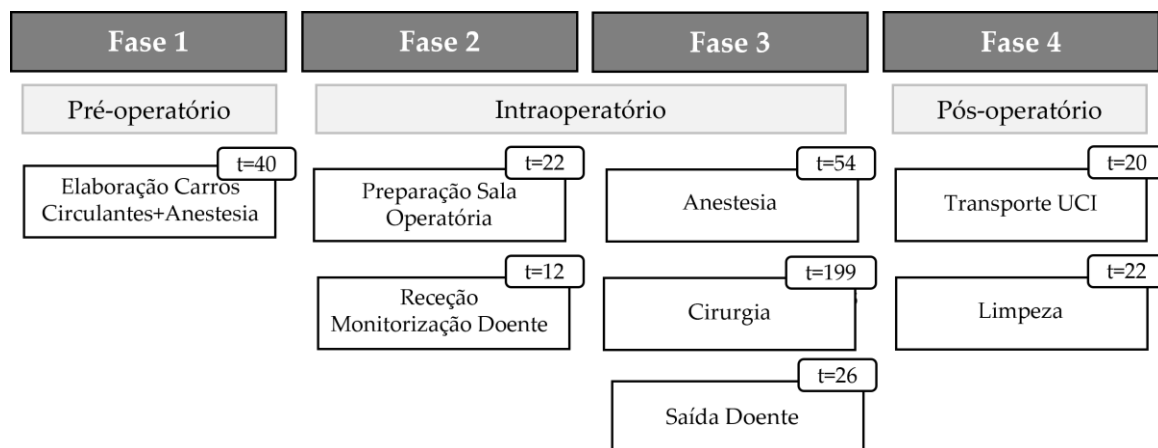 Fase 1
Fase 2
Fase 3
Fase 4
Pré-operatório
Intraoperatório
Pós-operatório
t=40
Elaboração Carros
Circulantes+Anestesia
t=22
Preparação Sala
Operatória
t=12
Receção
Monitorização Doente
t=54
Anestesia
t=199
Cirurgia
t=26
Saída Doente
t=20
Transporte UCI
t=22
Limpeza